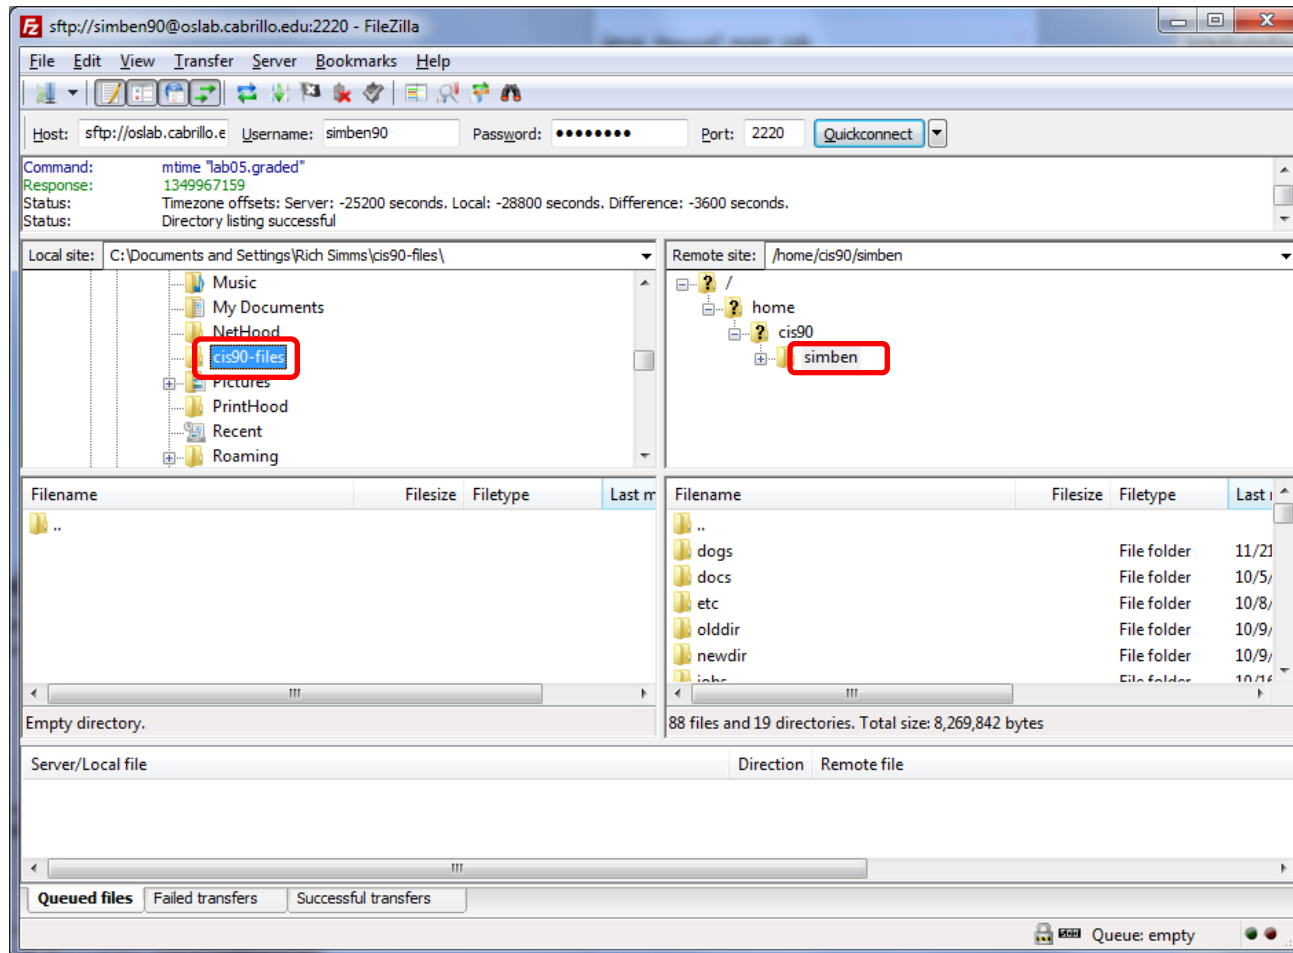 sftp://simben90@oslab.cabrillo.edu:2220 - FileZilla
File Edit View Transfer Server Bookmarks Help
Host: sftp://oslab.cabrillo.e Username: simben90 Password: ●●●●●●●● Port: 2220 Quickconnect
Command: mtime "lab05.graded"
Response: 1349967159
Status: Timezone offsets: Server: -25200 seconds. Local: -28800 seconds. Difference: -3600 seconds.
Status: Directory listing successful
Local site: C:\Documents and Settings\Rich Simms\cis90-files\
Music
My Documents
NetHood
cis90-files
Pictures
PrintHood
Recent
Roaming
Remote site: /home/cis90/simben
/
home
cis90
simben
Filename Filesize Filetype Last m
..
Empty directory.
Filename Filesize Filetype Last
..
dogs File folder 11/21
docs File folder 10/5/
etc File folder 10/8/
olddir File folder 10/9/
newdir File folder 10/9/
jobs File folder 10/16
88 files and 19 directories. Total size: 8,269,842 bytes
Server/Local file Direction Remote file
Queued files Failed transfers Successful transfers
Queue: empty